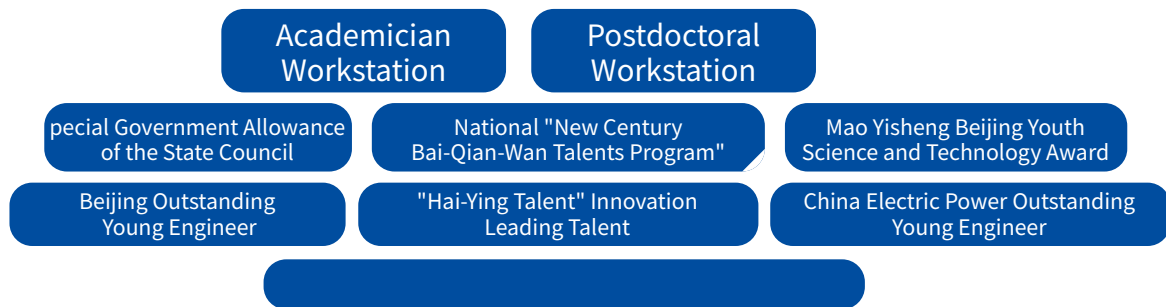 Academician
Workstation
Postdoctoral
Workstation
pecial Government Allowance
of the State Council
National "New Century
Bai-Qian-Wan Talents Program"
Mao Yisheng Beijing Youth
Science and Technology Award
Beijing Outstanding
Young Engineer
"Hai-Ying Talent" Innovation
Leading Talent
China Electric Power Outstanding
Young Engineer